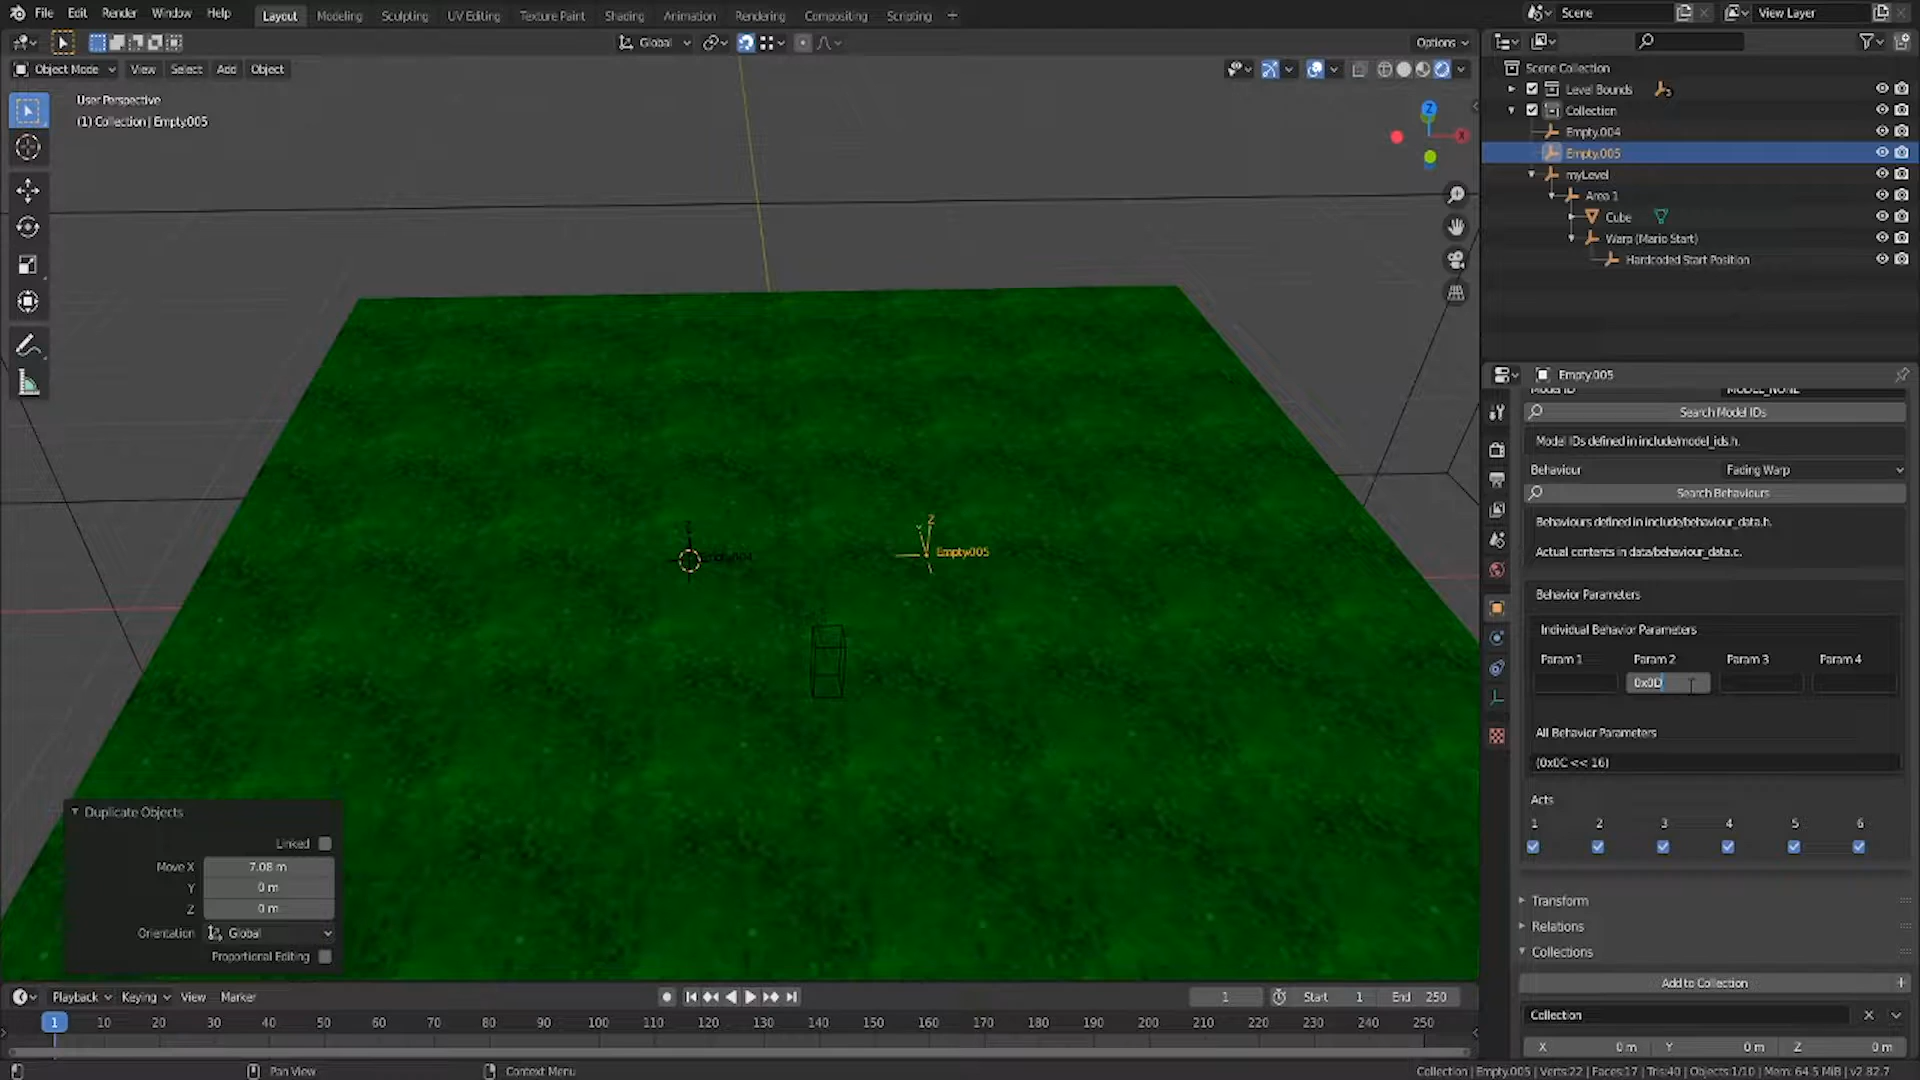 File Edit Render Window Help
Layout Modeling Sculpting UV Editing Texture Paint Shading Animation Rendering Compositing Scripting +
Scene
View Layer
Global
Options
Object Mode View Select Add Object
User Perspective
(1) Collection | Empty.005
Z
X
Empty.005
Z
Scene Collection
Level Bounds
Collection
Empty.004
Empty.005
myLevel
Area 1
Cube
Warp (Mario Start)
Hardcoded Start Position
Empty.005
Model ID MODEL_NONE
Search Model IDs
Model IDs defined in include/model_ids.h.
Behaviour Fading Warp
Search Behaviours
Behaviours defined in include/behaviour_data.h.
Actual contents in data/behaviour_data.c.
Behavior Parameters
Individual Behavior Parameters
Param 1 Param 2 Param 3 Param 4
0x0D
All Behavior Parameters
(0x0C << 16)
Acts
1 2 3 4 5 6
Transform
Relations
Collections
Add to Collection
Collection
X 0 m Y 0 m Z 0 m
Duplicate Objects
Linked
Move X 7.08 m
Y 0 m
Z 0 m
Orientation Global
Proportional Editing
Playback Keying View Marker
1 Start 1 End 250
1 10 20 30 40 50 60 70 80 90 100 110 120 130 140 150 160 170 180 190 200 210 220 230 240 250
Pan View
Context Menu
Collection | Empty.005 | Verts:22 | Faces:17 | Tris:40 | Objects:1/10 | Mem: 64.5 MiB | v2.82.7